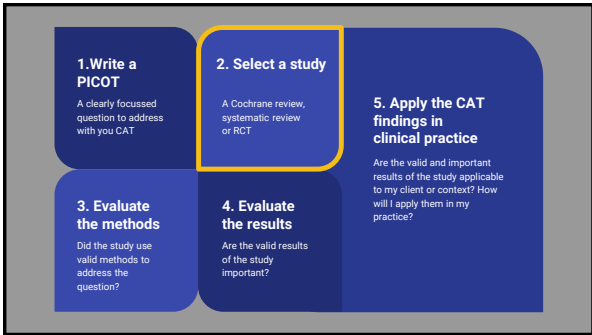 1.Write a
PICOT
A clearly focussed
question to address
with you CAT
2. Select a study
A Cochrane review,
systematic review
or RCT
3. Evaluate
the methods
Did the study use
valid methods to
address the
question?
4. Evaluate
the results
Are the valid results
of the study
important?
5. Apply the CAT
findings in
clinical practice
Are the valid and important
results of the study applicable
to my client or context? How
will I apply them in my
practice?